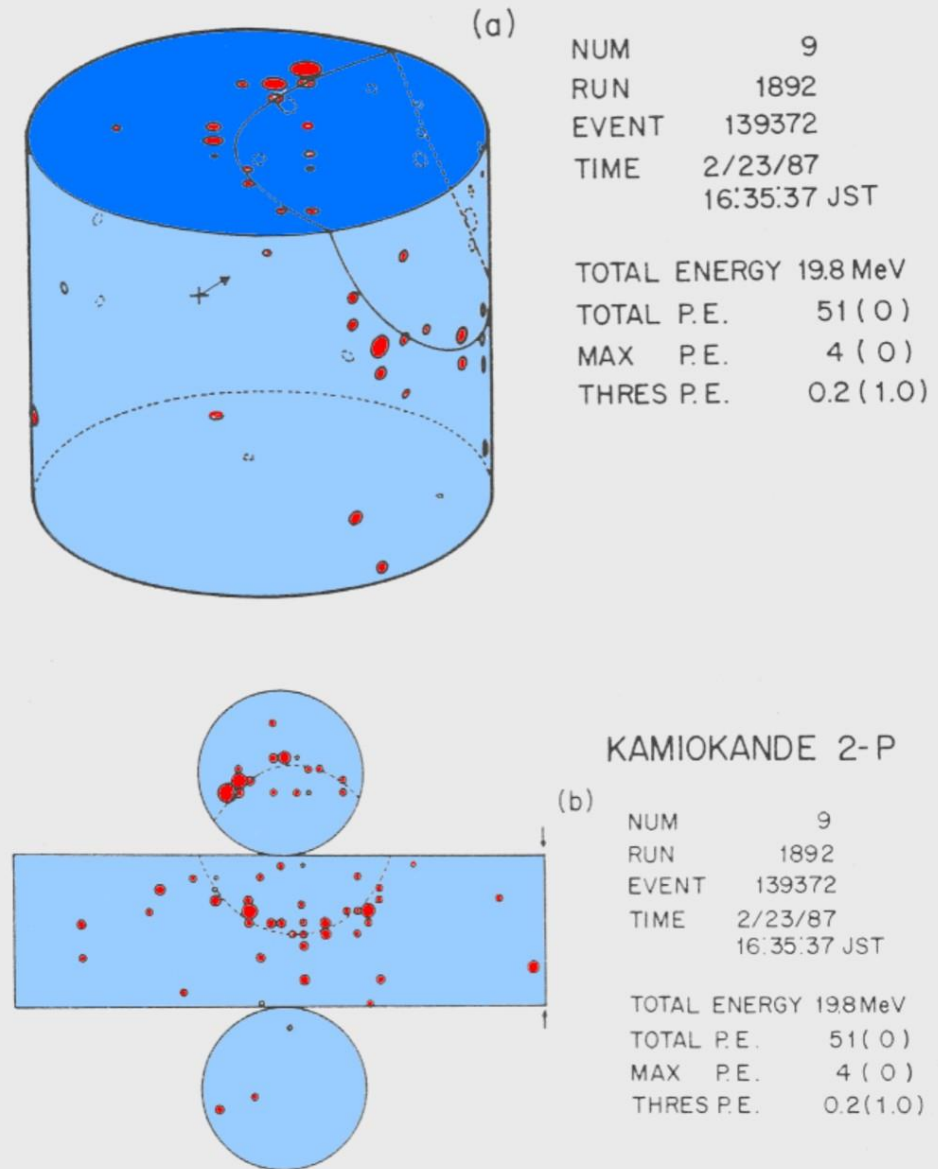 (a)
NUM 9
RUN 1892
EVENT 139372
TIME 2/23/87
16:35:37 JST
TOTAL ENERGY 19.8 MeV
TOTAL P.E. 51(0)
MAX P.E. 4(0)
THRES P.E. 0.2(1.0)
KAMIOKANDE 2-P
(b)
NUM 9
RUN 1892
EVENT 139372
TIME 2/23/87
16:35:37 JST
TOTAL ENERGY 19.8 MeV
TOTAL P.E. 51(0)
MAX P.E. 4(0)
THRES P.E. 0.2(1.0)